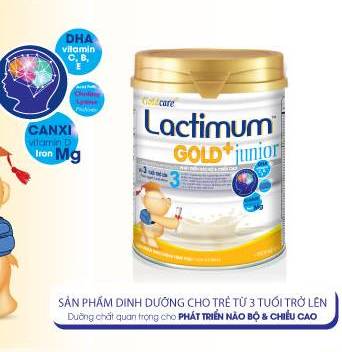 DHA
vitamin
C, B,
E
Choline
Lysine
CANXI
vitamin D
Iron Mg
Goldcare
Lactimum
GOLD+ junior
3
Mg
SẢN PHẨM DINH DƯỠNG CHO TRẺ TỪ 3 TUỔI TRỞ LÊN
Dưỡng chất quan trọng cho PHÁT TRIỂN NÃO BỘ & CHIỀU CAO